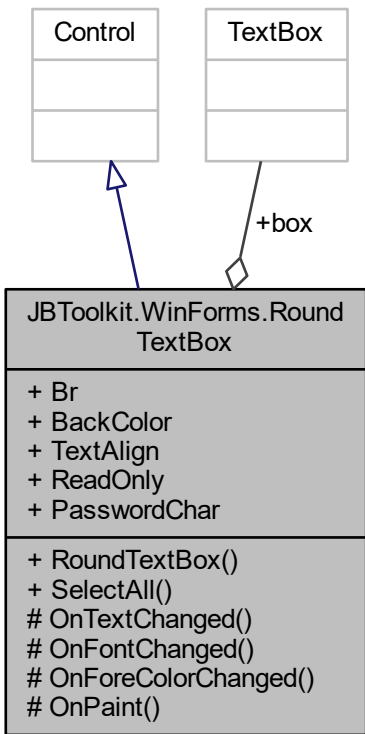 Control
TextBox
+box
JBToolkit.WinForms.Round
TextBox
+ Br
+ BackColor
+ TextAlign
+ ReadOnly
+ PasswordChar
+ RoundTextBox()
+ SelectAll()
# OnTextChanged()
# OnFontChanged()
# OnForeColorChanged()
# OnPaint()